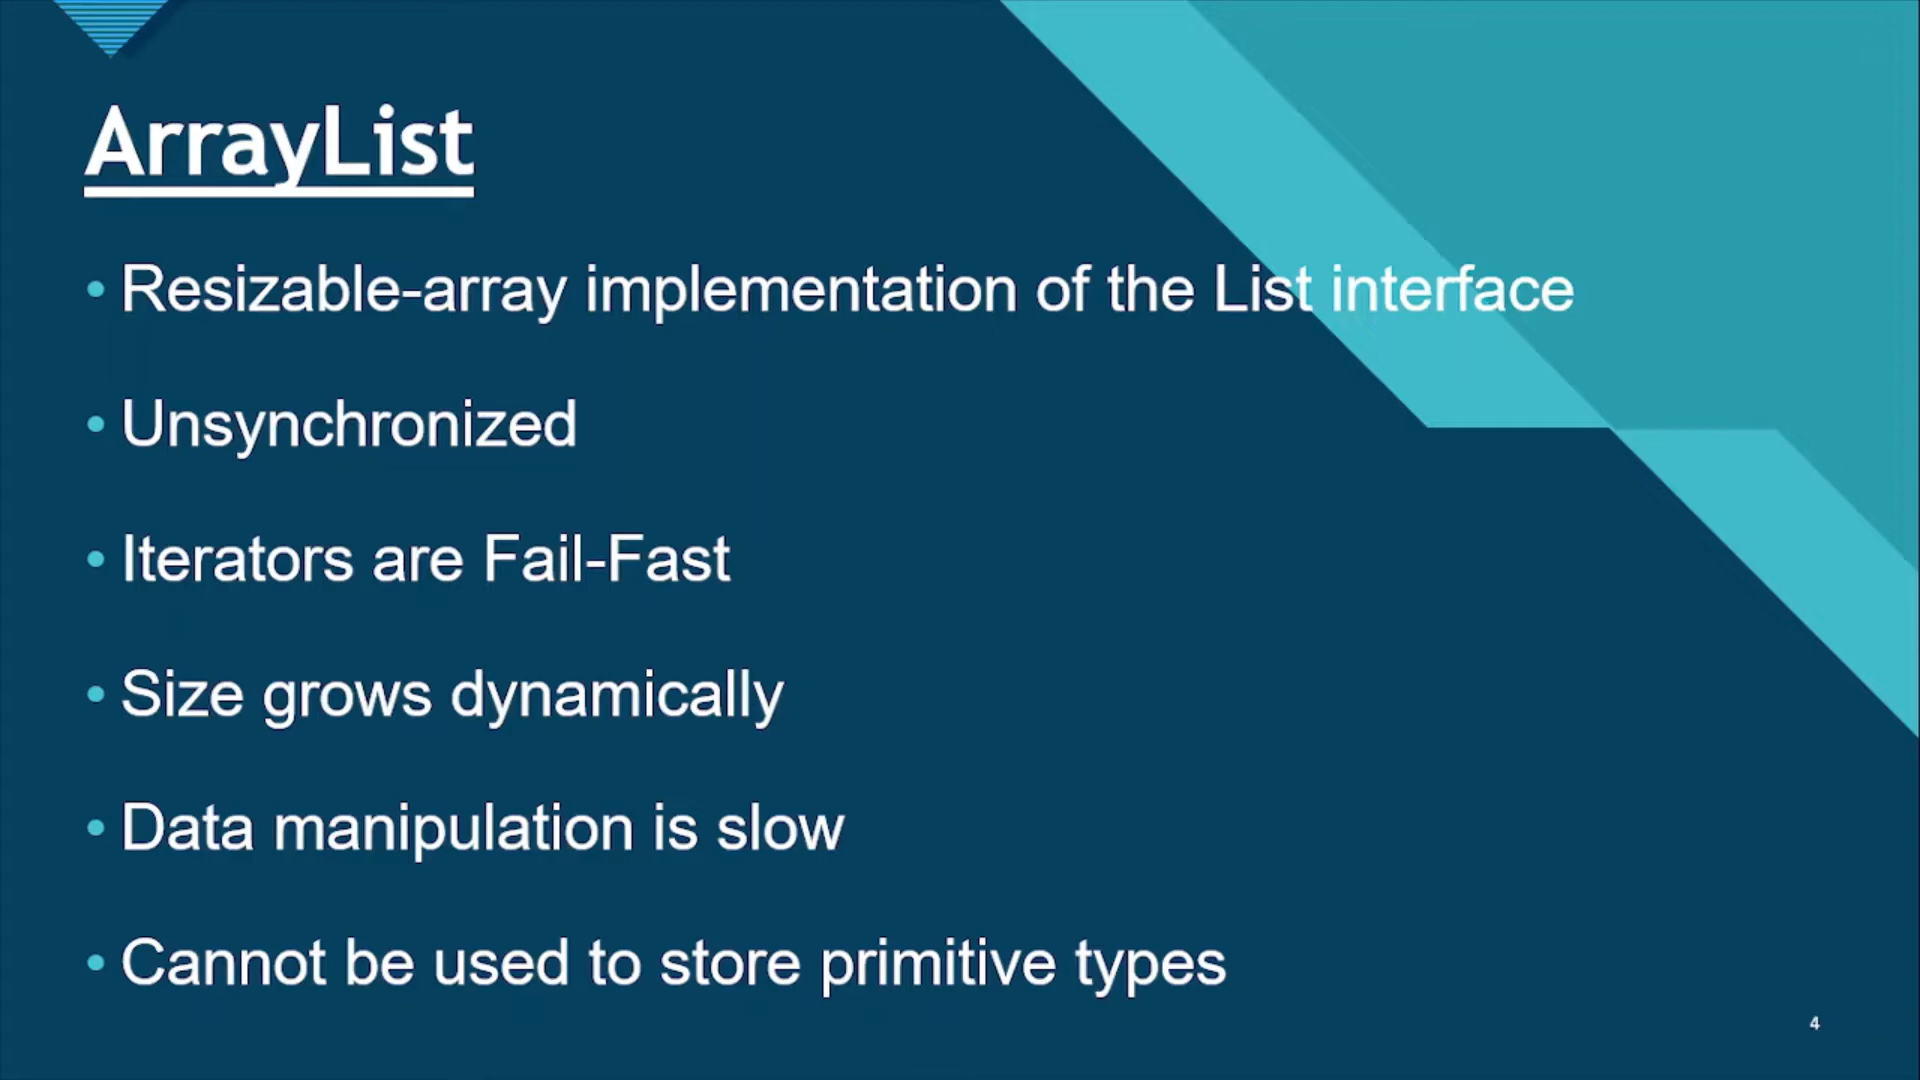 ArrayList
• Resizable-array implementation of the List interface
• Unsynchronized
• Iterators are Fail-Fast
• Size grows dynamically
• Data manipulation is slow
• Cannot be used to store primitive types
4